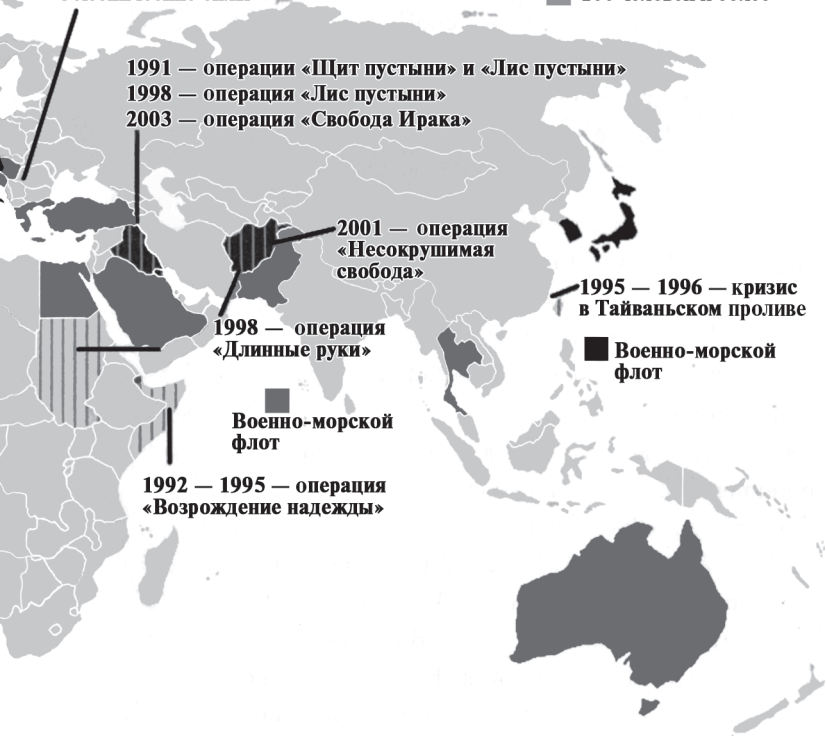 1991 — операции «Щит пустыни» и «Лис пустыни»
1998 — операция «Лис пустыни»
2003 — операция «Свобода Ирака»
2001 — операция
«Несокрушимая
свобода»
1995 — 1996 — кризис
в Тайваньском проливе
1998 — операция
«Длинные руки»
Военно-морской
флот
Военно-морской
флот
1992 — 1995 — операция
«Возрождение надежды»